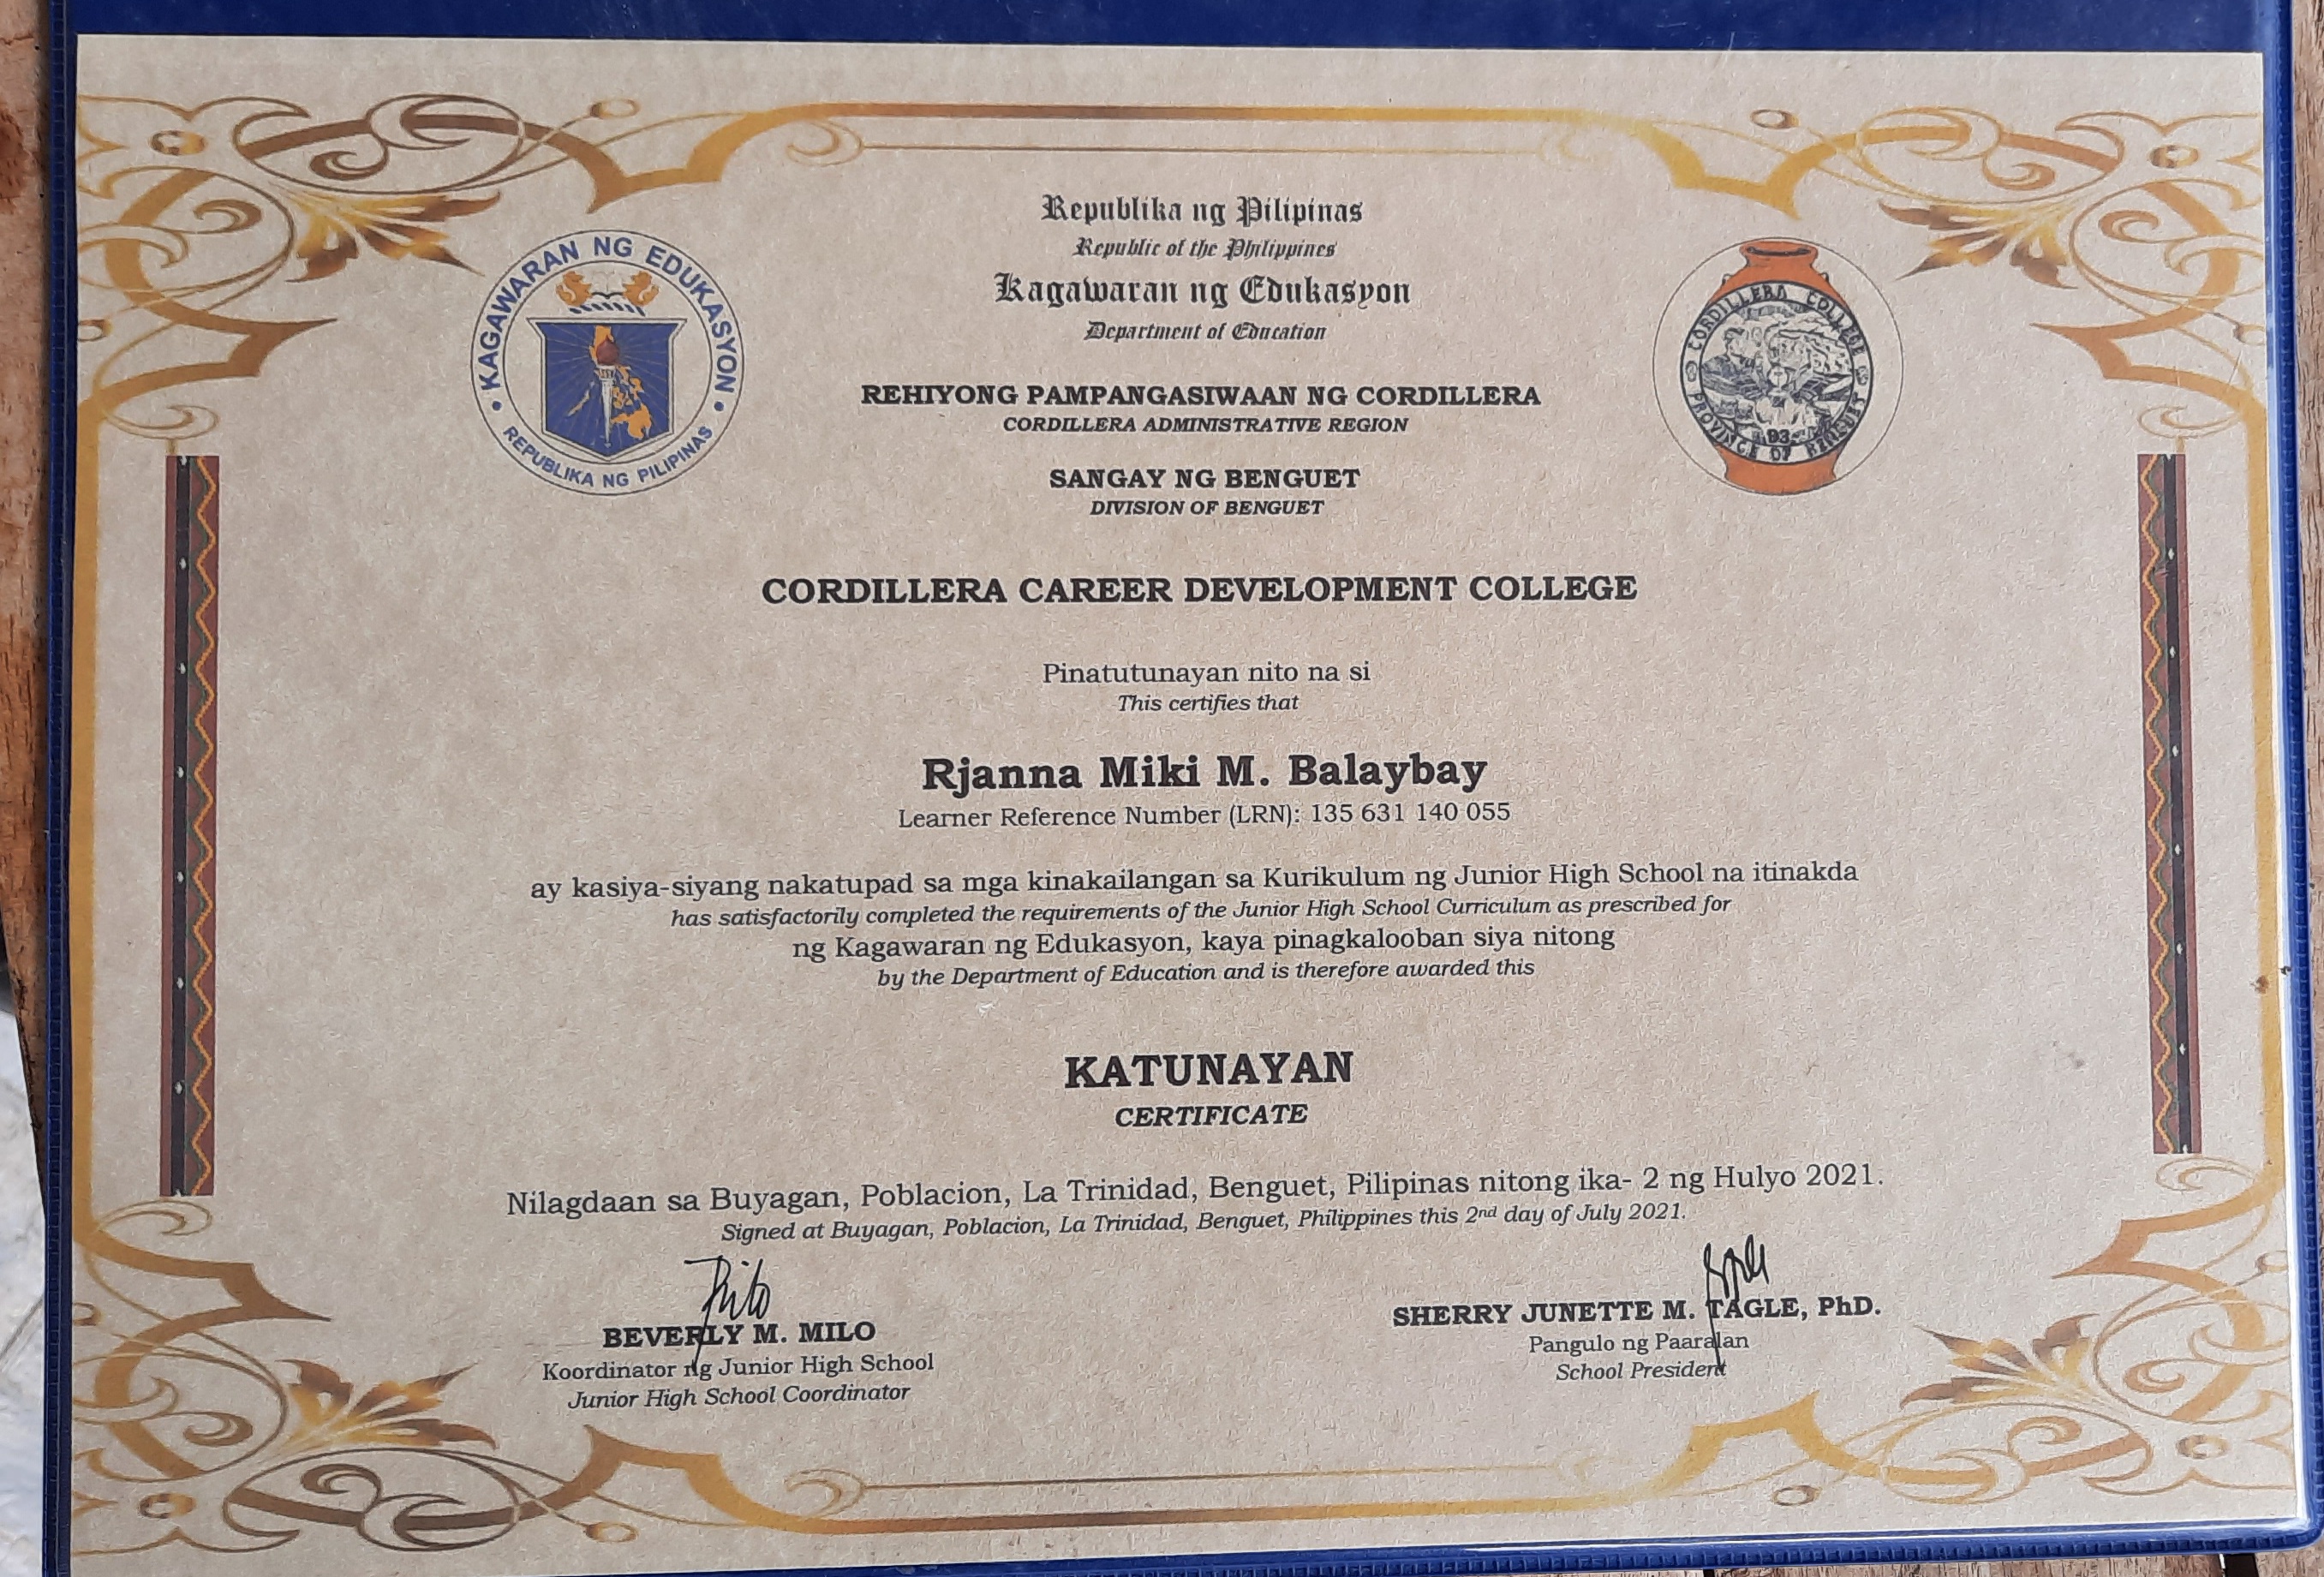 Republika ng Pilipinas
Republic of the Philippines
Kagawaran ng Edukasyon
Department of Education
KAGAWARAN NG EDUKASYON
REPUBLIKA NG PILIPINAS
CORDILLERA COLLEGE
93
PROVINCE OF BENGUET
REHIYONG PAMPANGASIWAAN NG CORDILLERA
CORDILLERA ADMINISTRATIVE REGION
SANGAY NG BENGUET
DIVISION OF BENGUET
CORDILLERA CAREER DEVELOPMENT COLLEGE
Pinatutunayan nito na si
This certifies that
Rjanna Miki M. Balaybay
Learner Reference Number (LRN): 135 631 140 055
ay kasiya-siyang nakatupad sa mga kinakailangan sa Kurikulum ng Junior High School na itinakda
has satisfactorily completed the requirements of the Junior High School Curriculum as prescribed for
ng Kagawaran ng Edukasyon, kaya pinagkalooban siya nitong
by the Department of Education and is therefore awarded this
KATUNAYAN
CERTIFICATE
Nilagdaan sa Buyagan, Poblacion, La Trinidad, Benguet, Pilipinas nitong ika- 2 ng Hulyo 2021.
Signed at Buyagan, Poblacion, La Trinidad, Benguet, Philippines this 2nd day of July 2021.
BEVERLY M. MILO
Koordinator ng Junior High School
Junior High School Coordinator
SHERRY JUNETTE M. TAGLE, PhD.
Pangulo ng Paaralan
School President